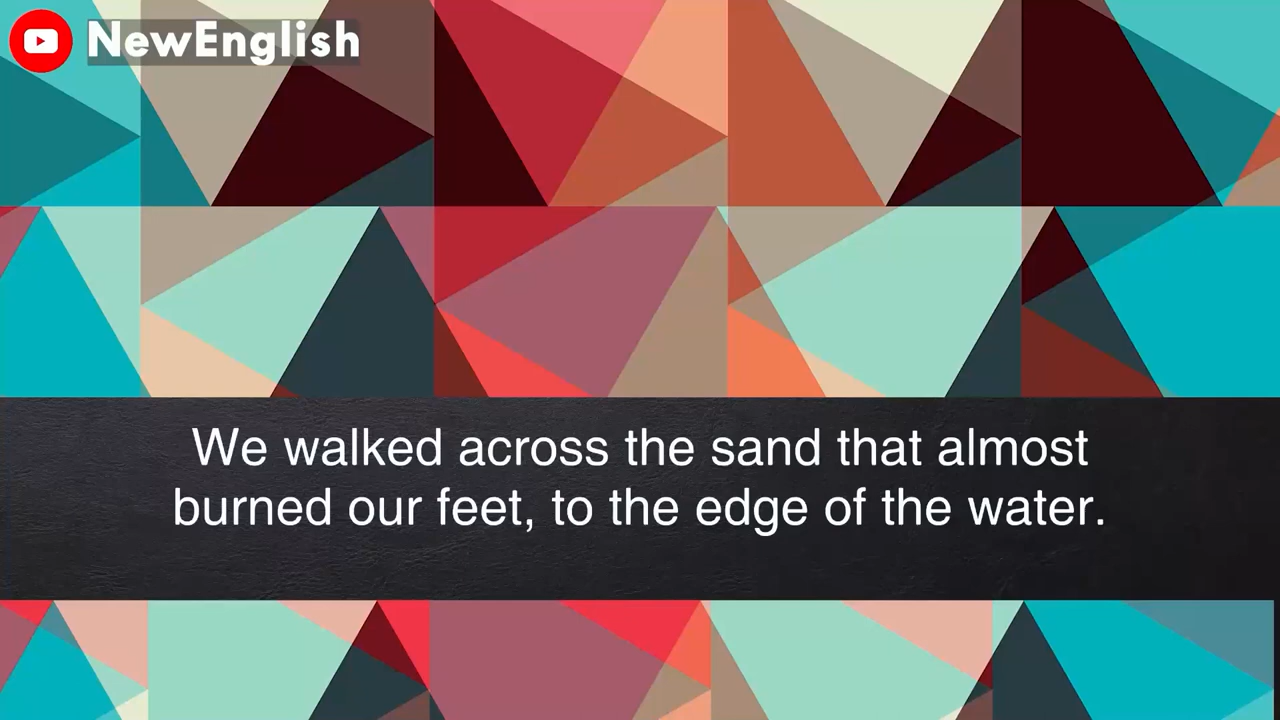 NewEnglish
We walked across the sand that almost
burned our feet, to the edge of the water.